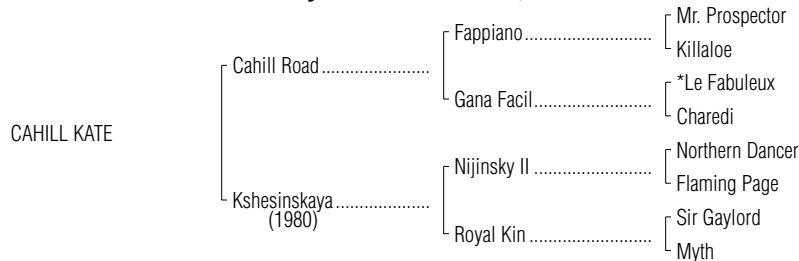 Mr. Prospector
Fappiano
Killaloe
Cahill Road
*Le Fabuleux
Gana Facil
Charedi
CAHILL KATE
Northern Dancer
Nijinsky II
Flaming Page
Kshesinskaya
(1980)
Sir Gaylord
Royal Kin
Myth